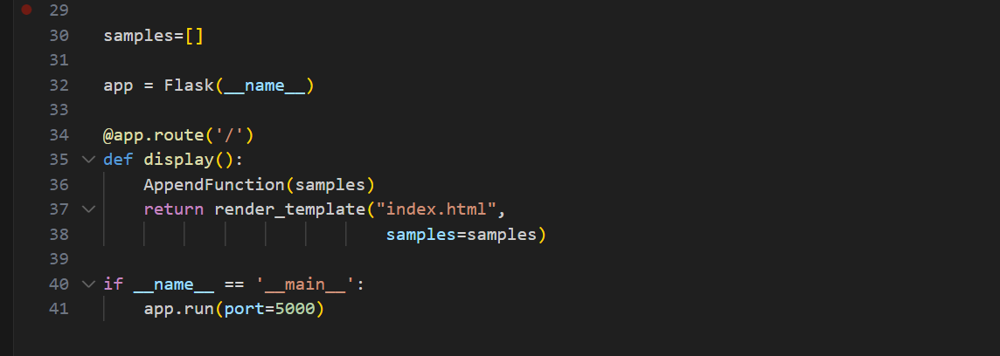 29
30 samples=[]
31
32 app = Flask(__name__)
33
34 @app.route('/')
35 def display():
36     AppendFunction(samples)
37     return render_template("index.html",
38                             samples=samples)
39
40 if __name__ == '__main__':
41     app.run(port=5000)